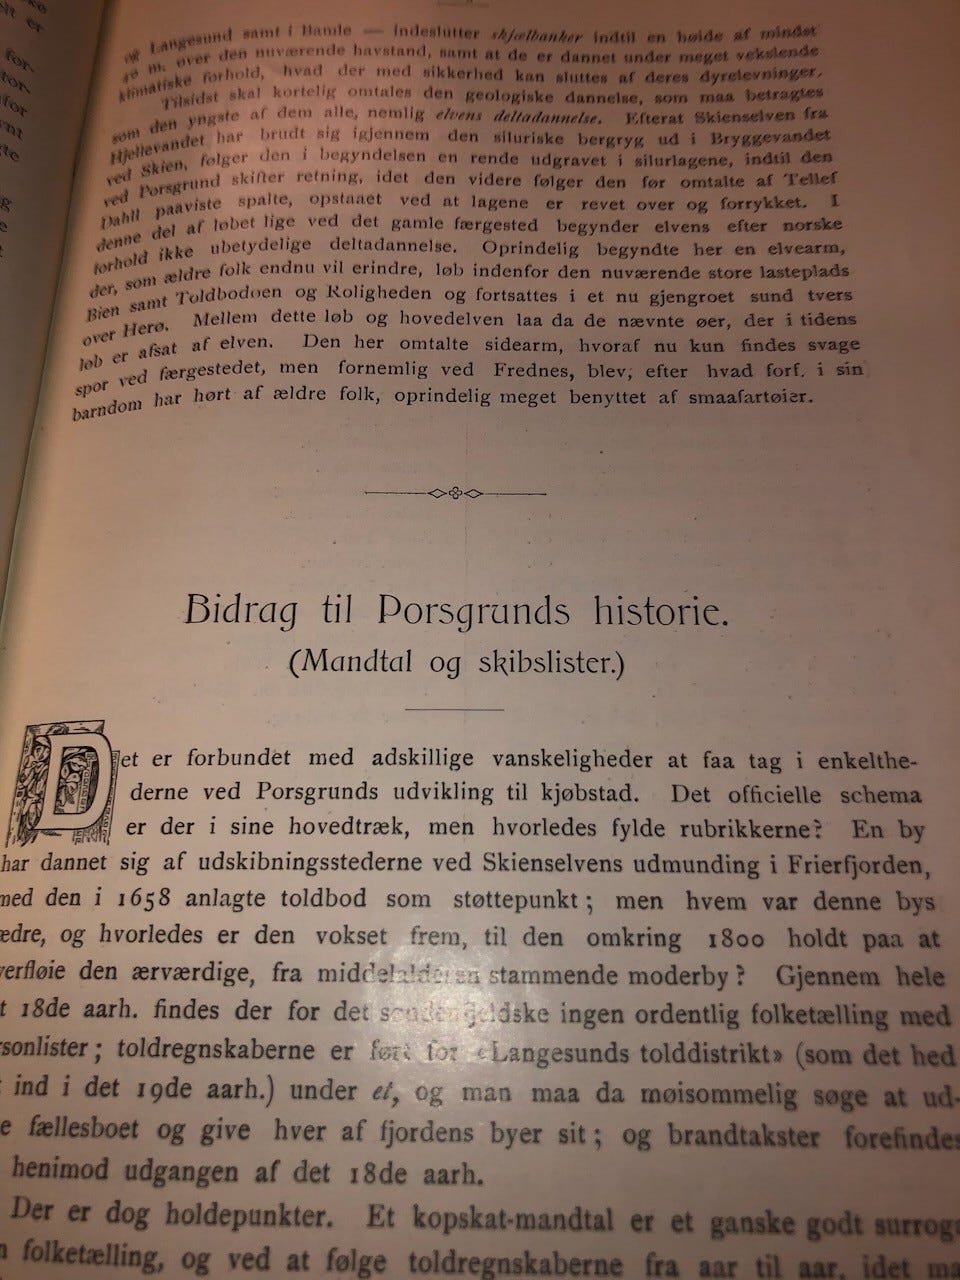 og Langesund samt i Bamle — indeslutter skjælbanker indtil en høide af mindst
40 m. over den nuværende havstand, samt at de er dannet under meget vekslende
klimatiske forhold, hvad der med sikkerhed kan sluttes af deres dyrelevninger.
Tilsidst skal kortelig omtales den geologiske dannelse, som maa betragtes
som den yngste af dem alle, nemlig elvens deltadannelse. Efterat Skienselven fra
Hjellevandet har brudt sig igjennem den siluriske bergryg ud i Bryggevandet
ved Skien, følger den i begyndelsen en rende udgravet i silurlagene, indtil den
ved Porsgrund skifter retning, idet den videre følger den før omtalte af Tellef
Dahll paaviste spalte, opstaaet ved at lagene er revet over og forrykket. I
denne del af løbet lige ved det gamle færgested begynder elvens efter norske
forhold ikke ubetydelige deltadannelse. Oprindelig begyndte her en elvearm,
der, som ældre folk endnu vil erindre, løb indenfor den nuværende store lasteplads
Bien samt Toldbodøen og Roligheden og fortsattes i et nu gjengroet sund tvers
over Herø. Mellem dette løb og hovedelven laa da de nævnte øer, der i tidens
løb er afsat af elven. Den her omtalte sidearm, hvoraf nu kun findes svage
spor ved færgestedet, men fornemlig ved Frednes, blev, efter hvad forf. i sin
barndom har hørt af ældre folk, oprindelig meget benyttet af smaafartøier.
Bidrag til Porsgrunds historie.
(Mandtal og skibslister.)
Det er forbundet med adskillige vanskeligheder at faa tag i enkelthe-
derne ved Porsgrunds udvikling til kjøbstad. Det officielle schema
er der i sine hovedtræk, men hvorledes fylde rubrikkerne? En by
har dannet sig af udskibningsstederne ved Skienselvens udmunding i Frierfjorden,
med den i 1658 anlagte toldbod som støttepunkt; men hvem var denne bys
ædre, og hvorledes er den vokset frem, til den omkring 1800 holdt paa at
verfløie den ærværdige, fra middelalderen stammende moderby? Gjennem hele
t 18de aarh. findes der for det søndenfjeldske ingen ordentlig folketælling med
rsonlister; toldregnskaberne er ført for «Langesunds tolddistrikt» (som det hed
ind i det 19de aarh.) under et, og man maa da møisommelig søge at ud-
e fællesboet og give hver af fjordens byer sit; og brandtakster forefindes
henimod udgangen af det 18de aarh.
Der er dog holdepunkter. Et kopskat-mandtal er et ganske godt surrog
n folketælling, og ved at følge toldregnskaberne fra aar til aar, idet ma